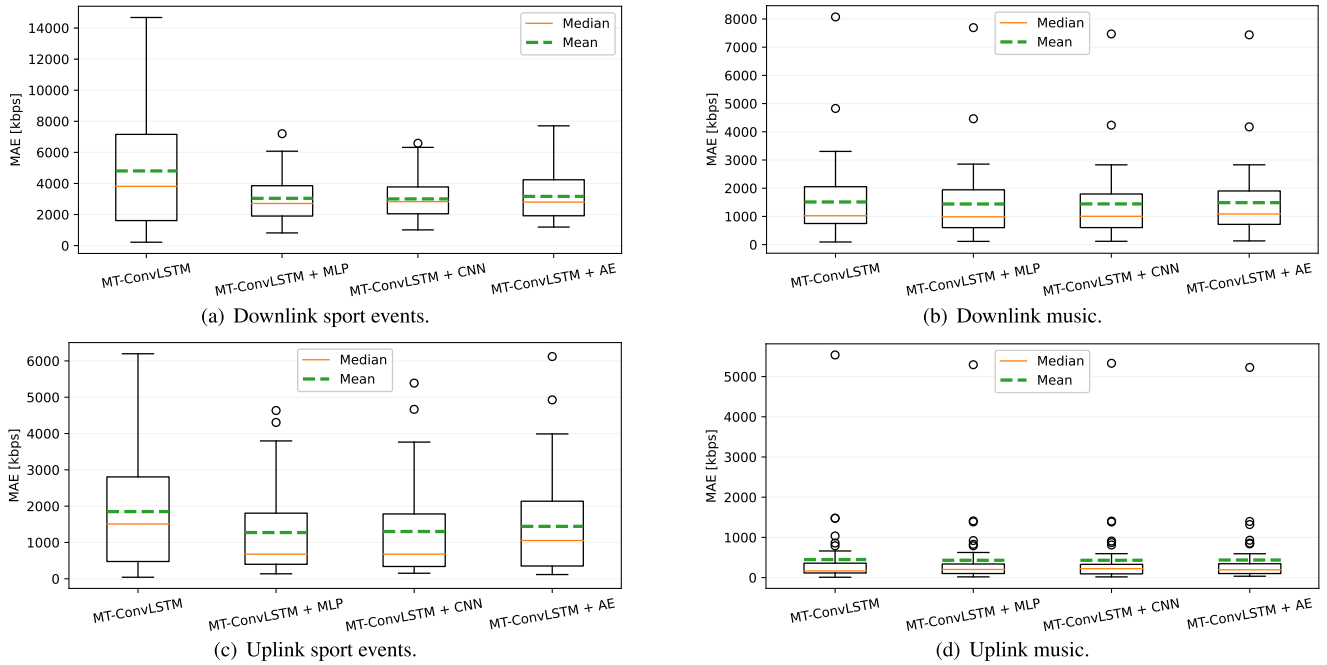 14000
12000
10000
8000
6000
4000
2000
0
MAE [kbps]
Median
Mean
MT-ConvLSTM
MT-ConvLSTM + MLP
MT-ConvLSTM + CNN
MT-ConvLSTM + AE
(a) Downlink sport events.
8000
7000
6000
5000
4000
3000
2000
1000
0
MAE [kbps]
Median
Mean
MT-ConvLSTM
MT-ConvLSTM + MLP
MT-ConvLSTM + CNN
MT-ConvLSTM + AE
(b) Downlink music.
6000
5000
4000
3000
2000
1000
0
MAE [kbps]
Median
Mean
MT-ConvLSTM
MT-ConvLSTM + MLP
MT-ConvLSTM + CNN
MT-ConvLSTM + AE
(c) Uplink sport events.
5000
4000
3000
2000
1000
0
MAE [kbps]
Median
Mean
MT-ConvLSTM
MT-ConvLSTM + MLP
MT-ConvLSTM + CNN
MT-ConvLSTM + AE
(d) Uplink music.